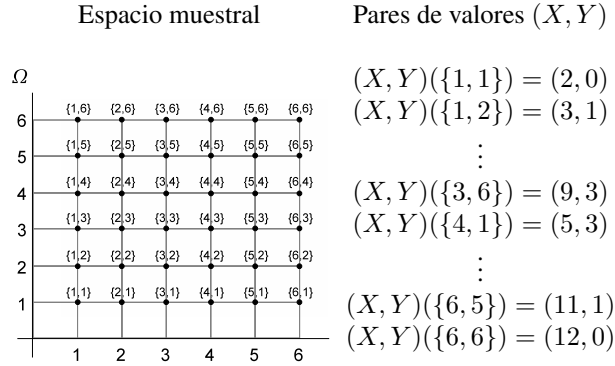 Espacio muestral
Pares de valores (X, Y)
Ω
{1,6} {2,6} {3,6} {4,6} {5,6} {6,6}
6
{1,5} {2,5} {3,5} {4,5} {5,5} {6,5}
5
{1,4} {2,4} {3,4} {4,4} {5,4} {6,4}
4
{1,3} {2,3} {3,3} {4,3} {5,3} {6,3}
3
{1,2} {2,2} {3,2} {4,2} {5,2} {6,2}
2
{1,1} {2,1} {3,1} {4,1} {5,1} {6,1}
1
1 2 3 4 5 6
(X, Y)({1, 1}) = (2, 0)
(X, Y)({1, 2}) = (3, 1)
⋮
(X, Y)({3, 6}) = (9, 3)
(X, Y)({4, 1}) = (5, 3)
⋮
(X, Y)({6, 5}) = (11, 1)
(X, Y)({6, 6}) = (12, 0)